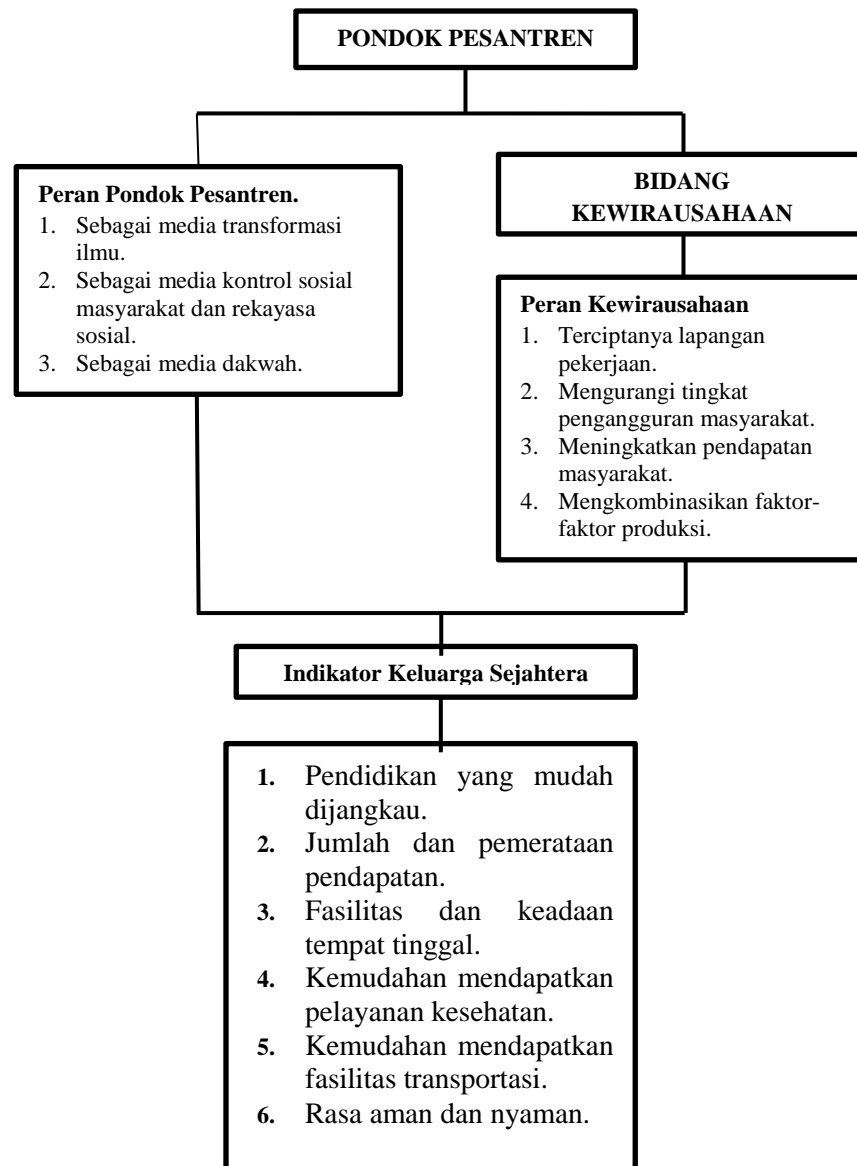 PONDOK PESANTREN
Peran Pondok Pesantren.
1. Sebagai media transformasi
ilmu.
2. Sebagai media kontrol sosial
masyarakat dan rekayasa
sosial.
3. Sebagai media dakwah.
BIDANG
KEWIRAUSAHAAN
Peran Kewirausahaan
1. Terciptanya lapangan
pekerjaan.
2. Mengurangi tingkat
pengangguran masyarakat.
3. Meningkatkan pendapatan
masyarakat.
4. Mengkombinasikan faktor-
faktor produksi.
Indikator Keluarga Sejahtera
1. Pendidikan yang mudah
dijangkau.
2. Jumlah dan pemerataan
pendapatan.
3. Fasilitas dan keadaan
tempat tinggal.
4. Kemudahan mendapatkan
pelayanan kesehatan.
5. Kemudahan mendapatkan
fasilitas transportasi.
6. Rasa aman dan nyaman.